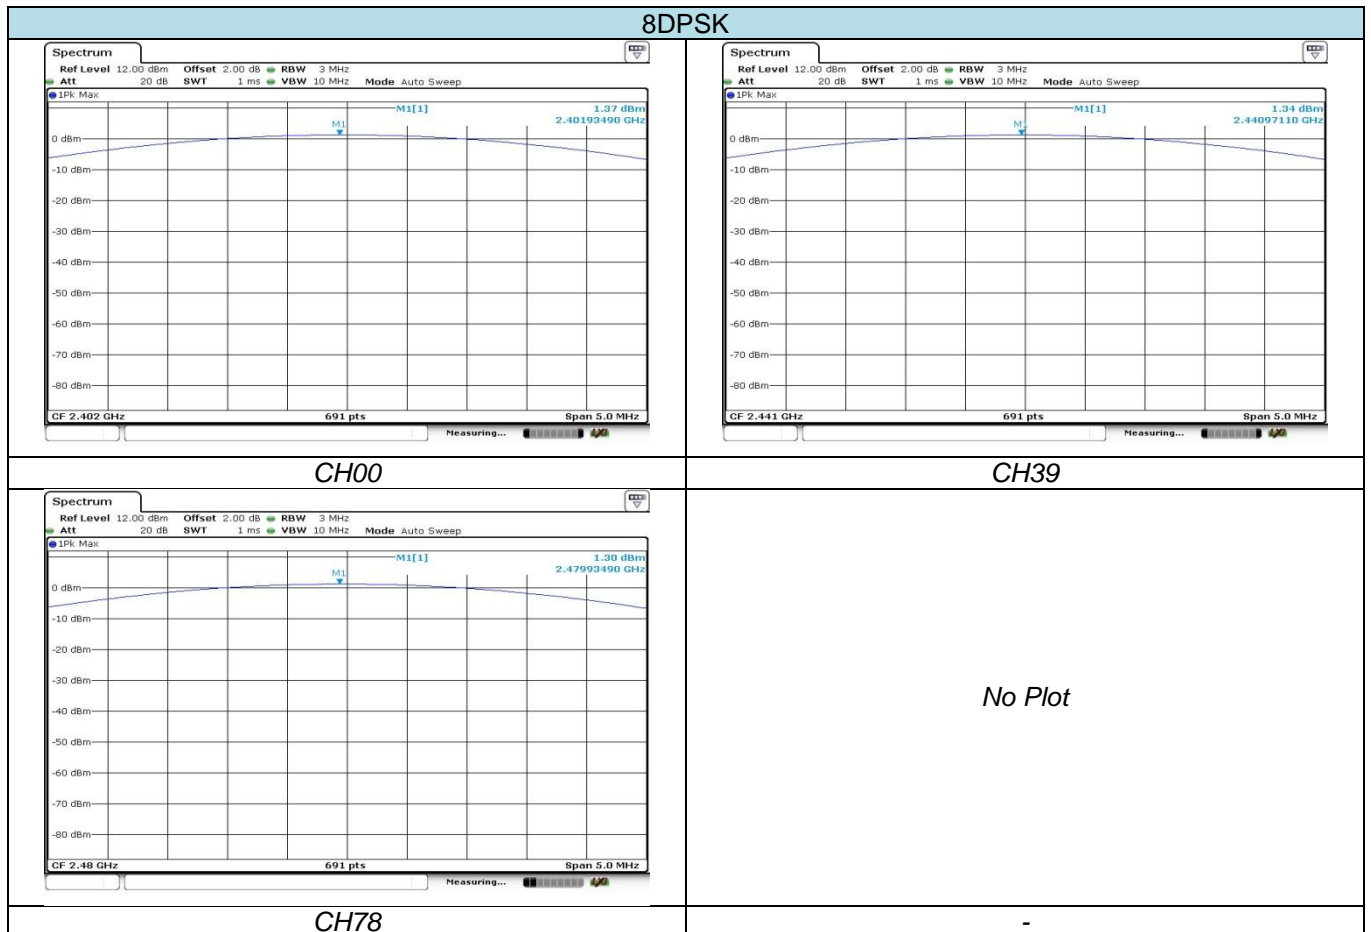 8DPSK
Spectrum
Ref Level 12.00 dBm Offset 2.00 dB RBW 3 MHz
Att 20 dB SWT 1 ms VBW 10 MHz Mode Auto Sweep
1Pk Max
M1[1] 1.37 dBm
2.40193490 GHz
M1
0 dBm
-10 dBm
-20 dBm
-30 dBm
-40 dBm
-50 dBm
-60 dBm
-70 dBm
-80 dBm
CF 2.402 GHz 691 pts Span 5.0 MHz
Measuring...
CH00
Spectrum
Ref Level 12.00 dBm Offset 2.00 dB RBW 3 MHz
Att 20 dB SWT 1 ms VBW 10 MHz Mode Auto Sweep
1Pk Max
M1[1] 1.34 dBm
2.44097110 GHz
M1
0 dBm
-10 dBm
-20 dBm
-30 dBm
-40 dBm
-50 dBm
-60 dBm
-70 dBm
-80 dBm
CF 2.441 GHz 691 pts Span 5.0 MHz
Measuring...
CH39
Spectrum
Ref Level 12.00 dBm Offset 2.00 dB RBW 3 MHz
Att 20 dB SWT 1 ms VBW 10 MHz Mode Auto Sweep
1Pk Max
M1[1] 1.30 dBm
2.47993490 GHz
M1
0 dBm
-10 dBm
-20 dBm
-30 dBm
-40 dBm
-50 dBm
-60 dBm
-70 dBm
-80 dBm
CF 2.48 GHz 691 pts Span 5.0 MHz
Measuring...
CH78
No Plot
-